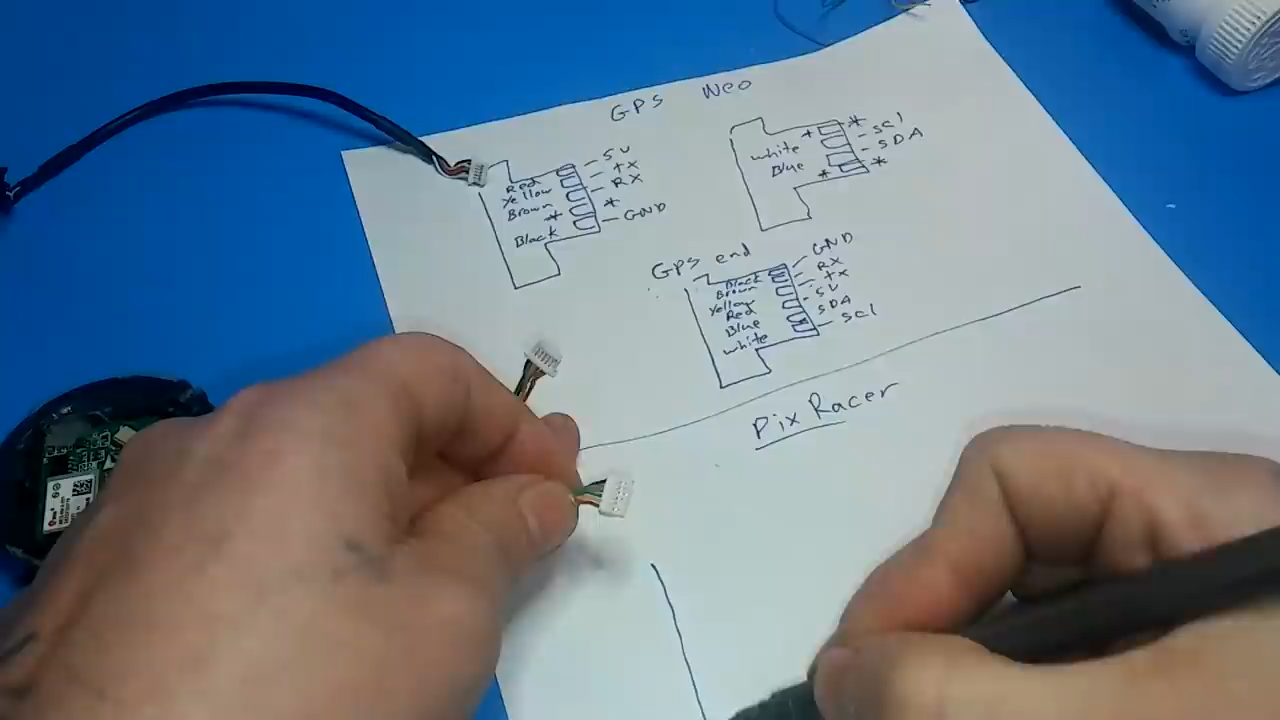 GPS Neo
Red 5V
Yellow TX
Brown RX
* *
Black GND
* *
white scl
Blue SDA
* *
GPS end
Black GND
Brown RX
Yellow TX
Red 5V
Blue SDA
white scl
Pix Racer